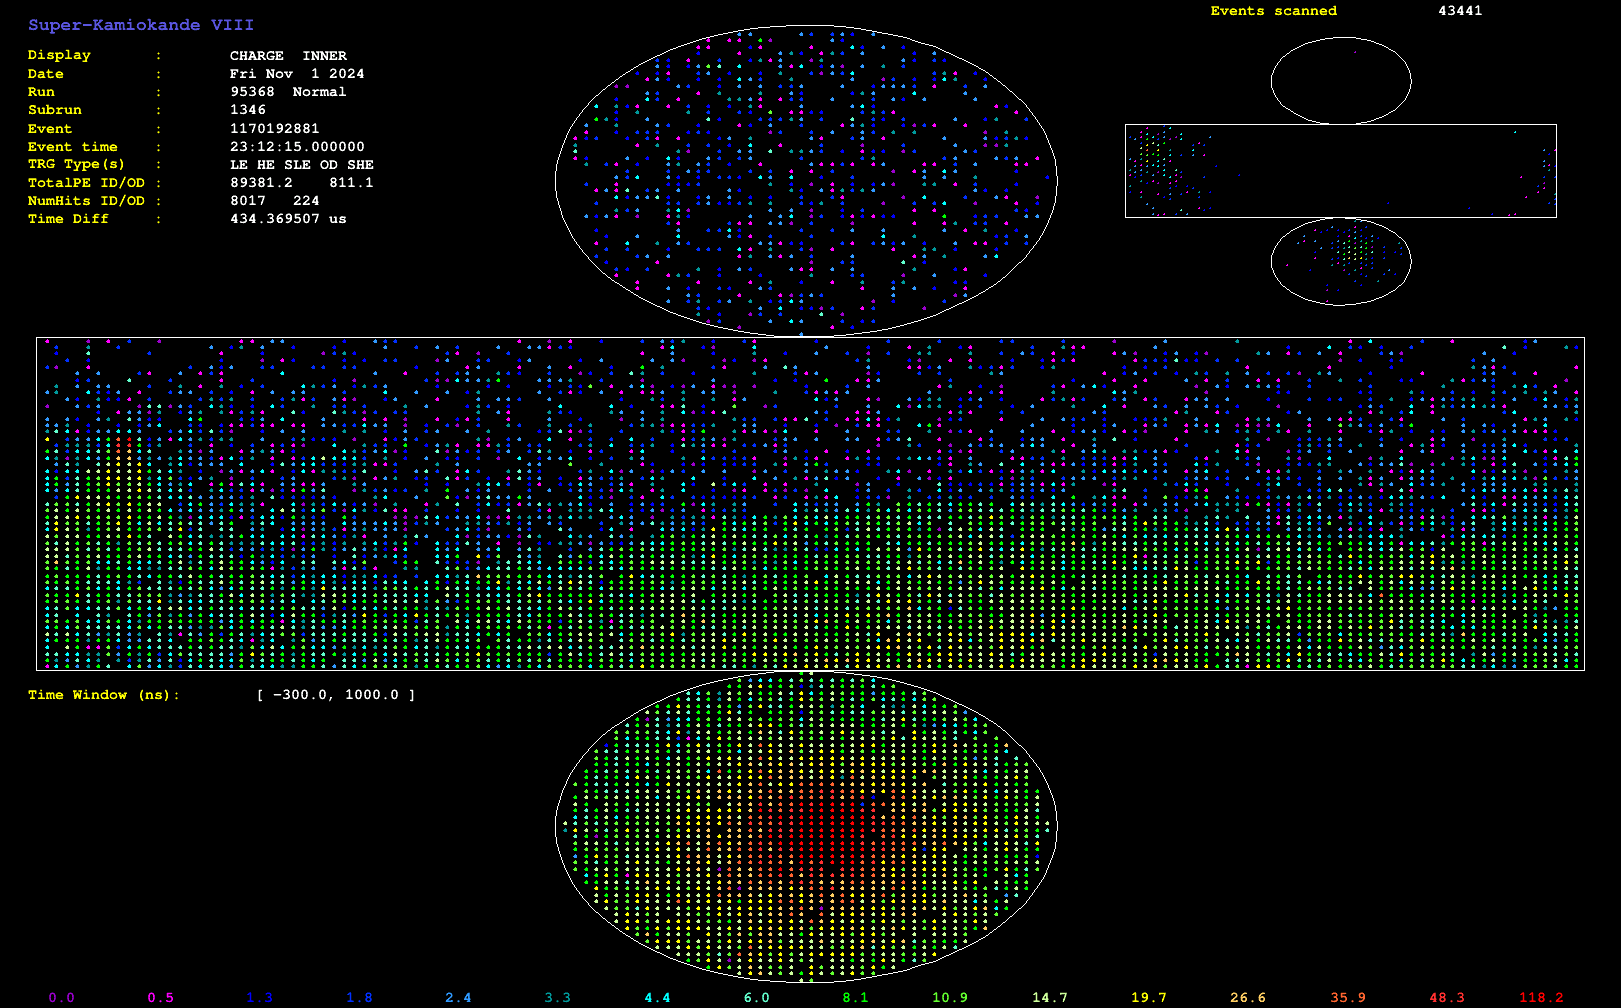 Super-Kamiokande VIII
Events scanned 43441
Display : CHARGE INNER
Date : Fri Nov 1 2024
Run : 95368 Normal
Subrun : 1346
Event : 1170192881
Event time : 23:12:15.000000
TRG Type(s) : LE HE SLE OD SHE
TotalPE ID/OD : 89381.2 811.1
NumHits ID/OD : 8017 224
Time Diff : 434.369507 us
Time Window (ns): [ -300.0, 1000.0 ]
0.0 0.5 1.3 1.8 2.4 3.3 4.4 6.0 8.1 10.9 14.7 19.7 26.6 35.9 48.3 118.2